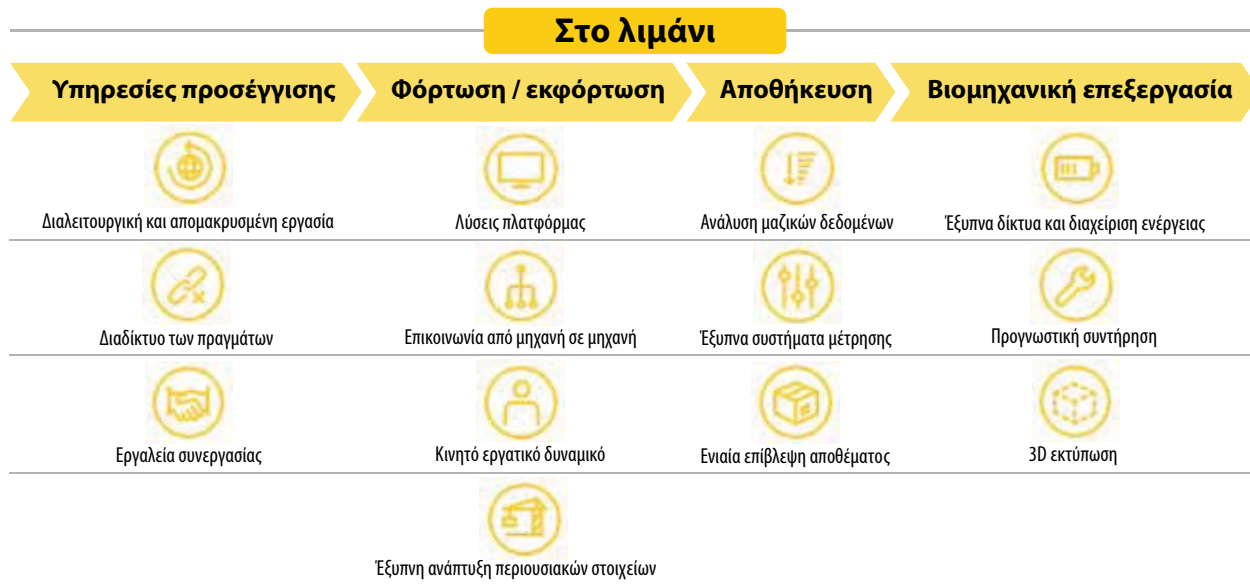 Στο λιμάνι
Υπηρεσίες προσέγγισης
Φόρτωση / εκφόρτωση
Αποθήκευση
Βιομηχανική επεξεργασία
Διαλειτουργική και απομακρυσμένη εργασία
Λύσεις πλατφόρμας
Ανάλυση μαζικών δεδομένων
Έξυπνα δίκτυα και διαχείριση ενέργειας
Διαδίκτυο των πραγμάτων
Επικοινωνία από μηχανή σε μηχανή
Έξυπνα συστήματα μέτρησης
Προγνωστική συντήρηση
Εργαλεία συνεργασίας
Κινητό εργατικό δυναμικό
Ενιαία επίβλεψη αποθέματος
3D εκτύπωση
Έξυπνη ανάπτυξη περιουσιακών στοιχείων